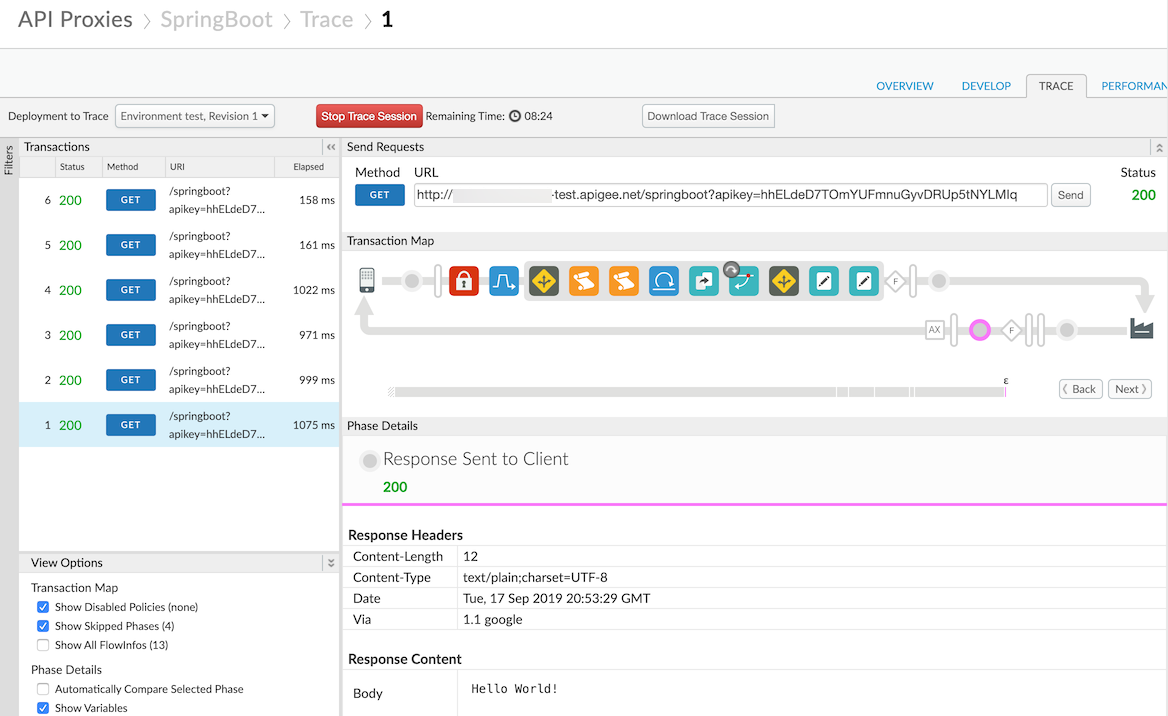 API Proxies › SpringBoot › Trace › 1
OVERVIEW DEVELOP TRACE PERFORMAN
Deployment to Trace Environment test, Revision 1 Stop Trace Session Remaining Time: 08:24 Download Trace Session
Filters
Transactions
Status Method URI Elapsed
6 200 GET /springboot? 158 ms
apikey=hhELdeD7...
5 200 GET /springboot? 161 ms
apikey=hhELdeD7...
4 200 GET /springboot? 1022 ms
apikey=hhELdeD7...
3 200 GET /springboot? 971 ms
apikey=hhELdeD7...
2 200 GET /springboot? 999 ms
apikey=hhELdeD7...
1 200 GET /springboot? 1075 ms
apikey=hhELdeD7...
View Options
Transaction Map
Show Disabled Policies (none)
Show Skipped Phases (4)
Show All FlowInfos (13)
Phase Details
Automatically Compare Selected Phase
Show Variables
Send Requests
Method URL Status
GET http:// -test.apigee.net/springboot?apikey=hhELdeD7TOmYUFmnuGyvDRUp5tNYLMlq Send 200
Transaction Map
F
AX F
ε
Back Next
Phase Details
Response Sent to Client
200
Response Headers
Content-Length 12
Content-Type text/plain;charset=UTF-8
Date Tue, 17 Sep 2019 20:53:29 GMT
Via 1.1 google
Response Content
Body Hello World!